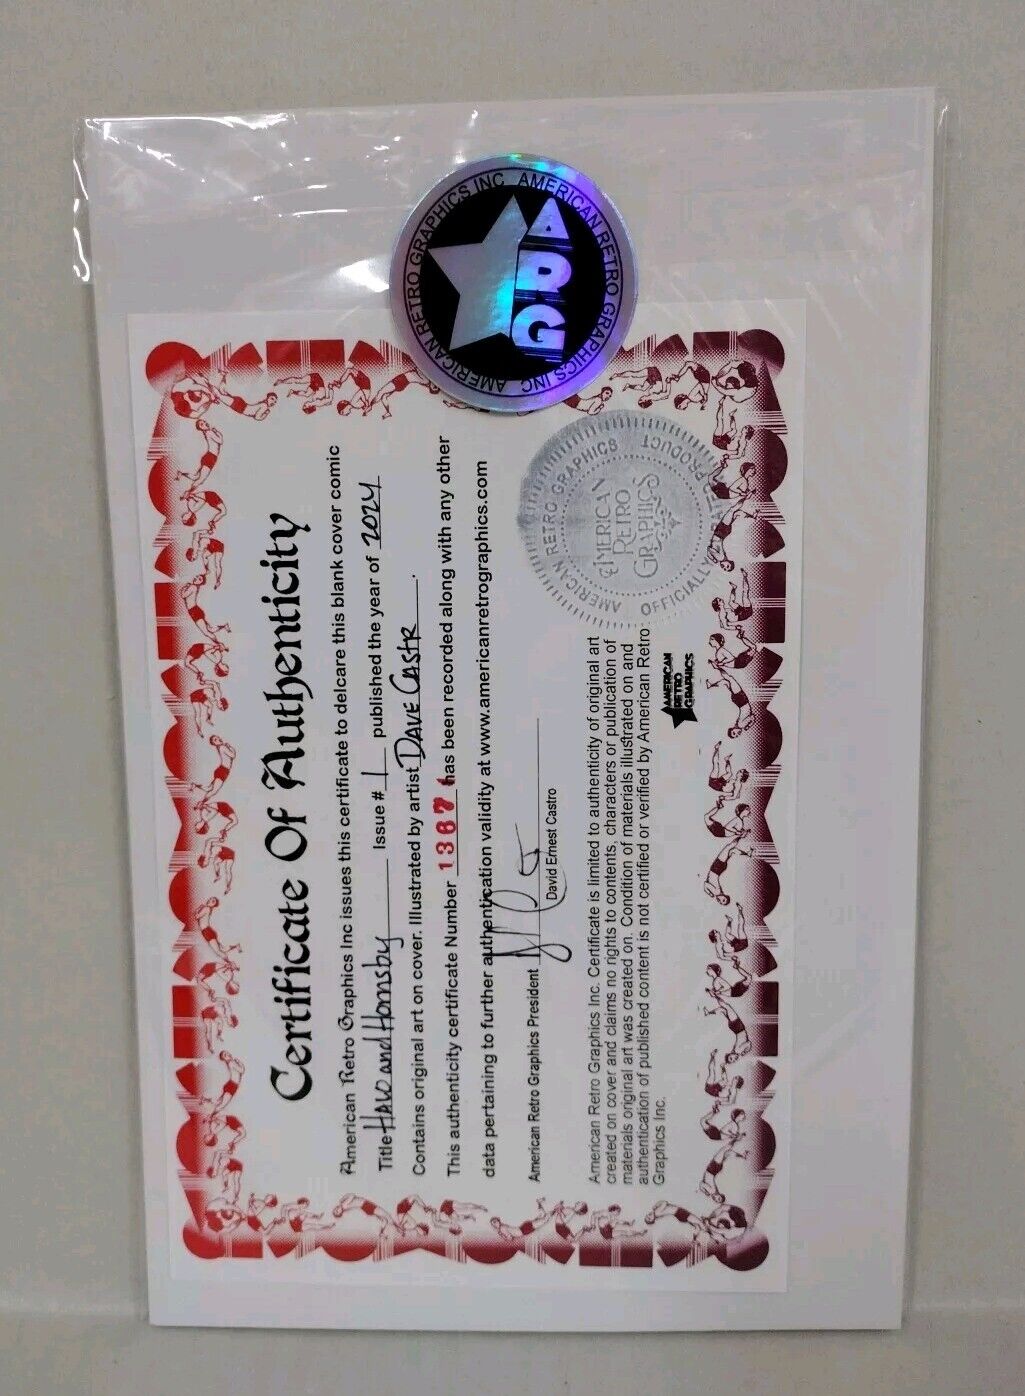 AMERICAN RETRO GRAPHICS INC AMERICAN RETRO GRAPHICS INC
ARG
Certificate Of Authenticity
American Retro Graphics Inc issues this certificate to delcare this blank cover comic
Title Halo and Hornsby Issue # 1 published the year of 2024
Contains original art on cover. Illustrated by artist DAVE CASTR.
This authenticity certificate Number 1367 has been recorded along with any other
data pertaining to further authentication validity at www.americanretrographics.com
American Retro Graphics President
David Ernest Castro
AMERICAN RETRO GRAPHICS PRODUCT
AMERICAN
RETRO
GRAPHICS
OFFICIALLY
AMERICAN
RETRO
GRAPHICS
American Retro Graphics Inc. Certificate is limited to authenticity of original art
created on cover and claims no rights to contents, characters or publication of
materials original art was created on. Condition of materials illustrated on and
authentication of published content is not certified or verified by American Retro
Graphics Inc.